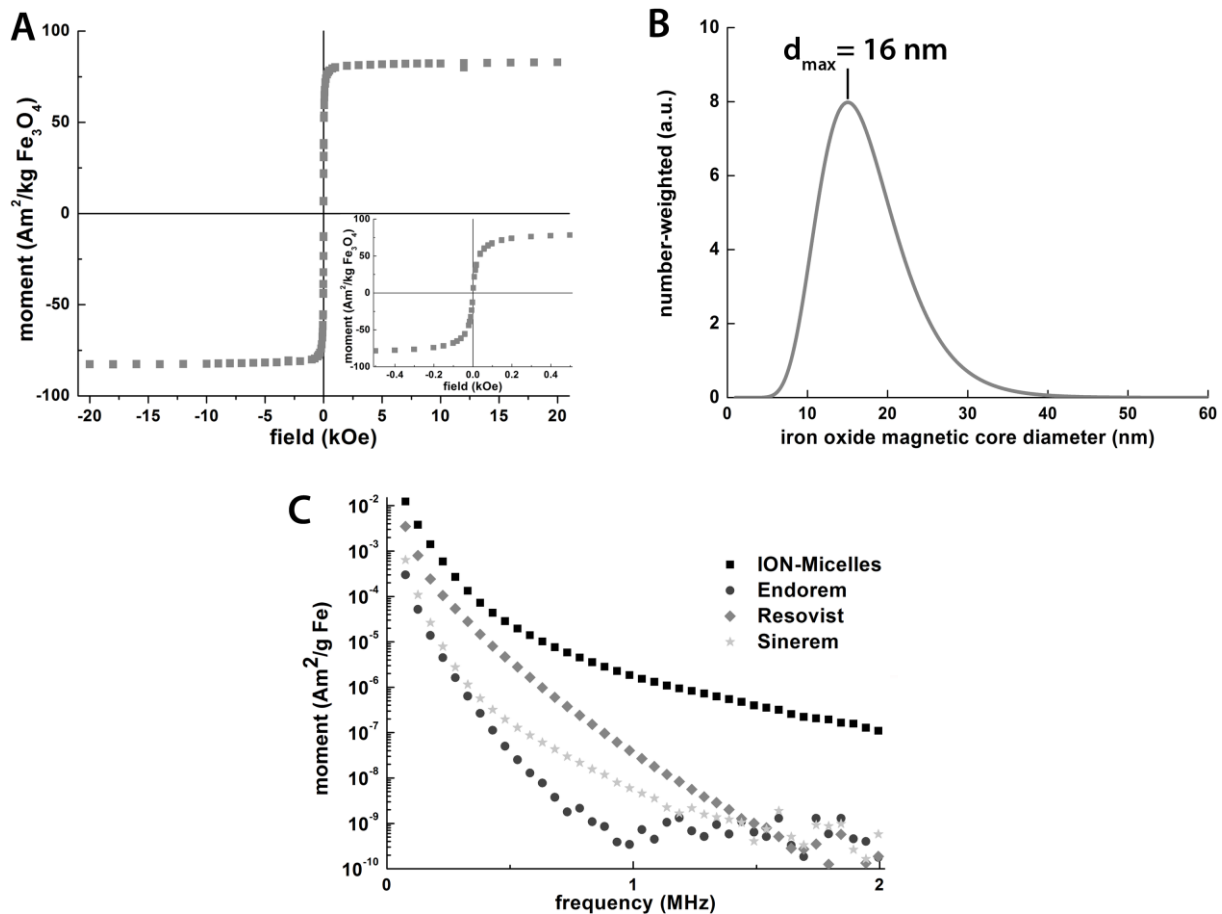 A
moment (Am²/kg Fe₃O₄)
100
75
50
25
0
-25
-50
-75
-100
-20 -15 -10 -5 0 5 10 15 20
field (kOe)
moment (Am²/kg Fe₃O₄)
100
50
0
-50
-100
-0.4 -0.2 0.0 0.2 0.4
field (kOe)
B
d_max = 16 nm
number-weighted (a.u.)
10
8
6
4
2
0
0 10 20 30 40 50 60
iron oxide magnetic core diameter (nm)
C
moment (Am²/g Fe)
10⁻²
10⁻³
10⁻⁴
10⁻⁵
10⁻⁶
10⁻⁷
10⁻⁸
10⁻⁹
10⁻¹⁰
ION-Micelles
Endorem
Resovist
Sinerem
0 1 2
frequency (MHz)